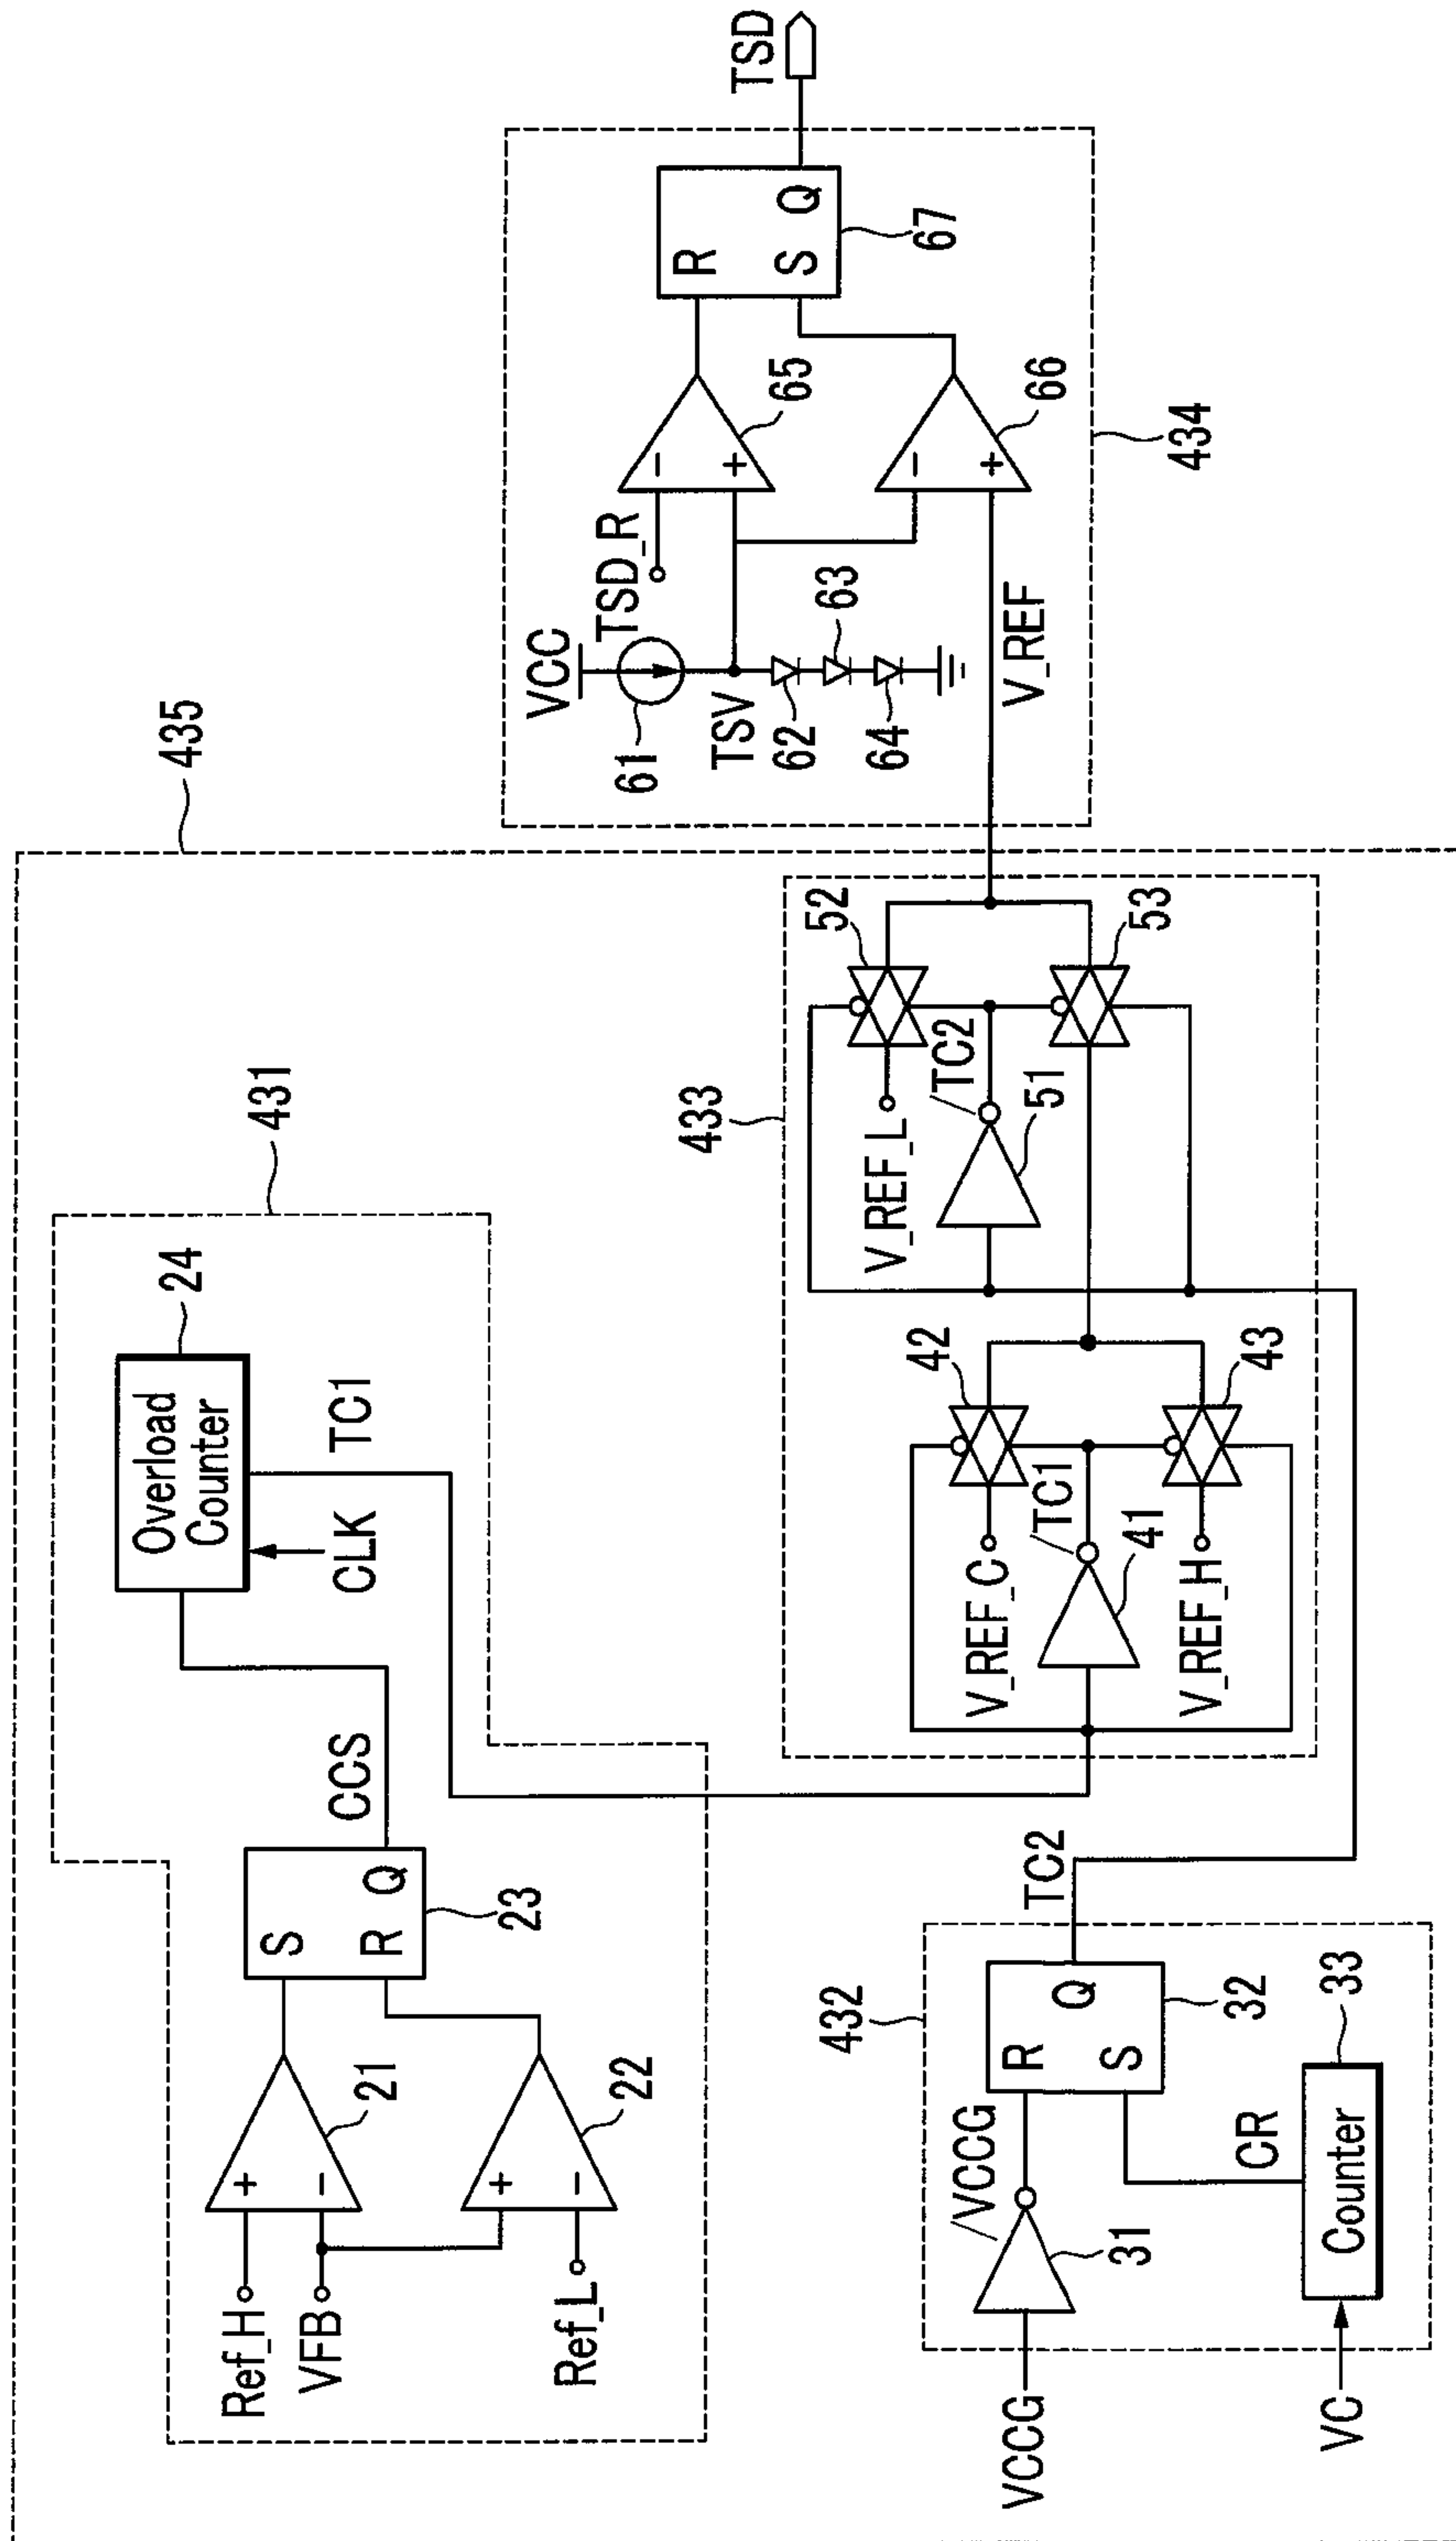 435
431
Ref_H
VFB
Ref_L
+
−
21
+
−
22
S
R
Q
23
CCS
Overload
Counter
24
CLK
TC1
432
VCCG
/VCCG
31
R
S
Q
32
CR
Counter
33
VC
TC2
433
V_REF_C
42
/TC1
41
V_REF_H
43
V_REF_L
52
/TC2
51
53
V_REF
434
VCC
61
TSV
62
63
64
TSD_R
−
+
65
−
+
66
R
S
Q
67
TSD